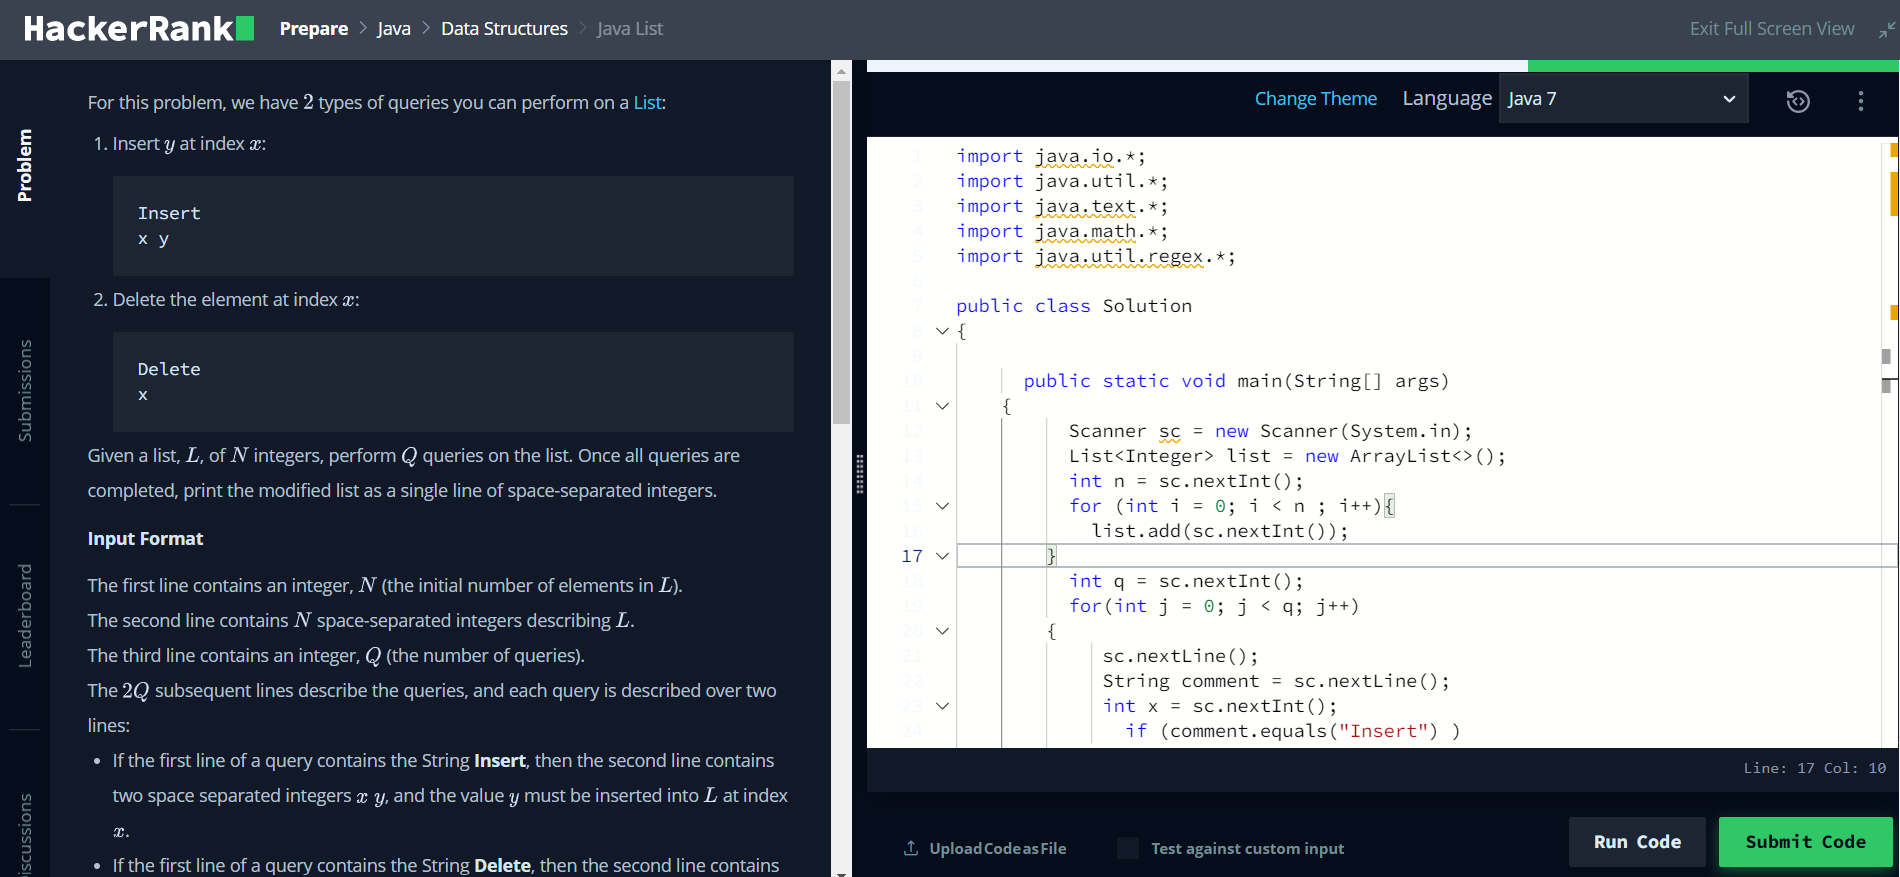 HackerRank Prepare > Java > Data Structures > Java List Exit Full Screen View
Problem
Submissions
Leaderboard
iscussions
For this problem, we have 2 types of queries you can perform on a List:
1. Insert y at index x:
Insert
x y
2. Delete the element at index x:
Delete
x
Given a list, L, of N integers, perform Q queries on the list. Once all queries are
completed, print the modified list as a single line of space-separated integers.
Input Format
The first line contains an integer, N (the initial number of elements in L).
The second line contains N space-separated integers describing L.
The third line contains an integer, Q (the number of queries).
The 2Q subsequent lines describe the queries, and each query is described over two
lines:
• If the first line of a query contains the String Insert, then the second line contains
two space separated integers x y, and the value y must be inserted into L at index
x.
• If the first line of a query contains the String Delete, then the second line contains
Change Theme Language Java 7
1 import java.io.*;
2 import java.util.*;
3 import java.text.*;
4 import java.math.*;
5 import java.util.regex.*;
6
7 public class Solution
8 {
9
10 public static void main(String[] args)
11 {
12 Scanner sc = new Scanner(System.in);
13 List<Integer> list = new ArrayList<>();
14 int n = sc.nextInt();
15 for (int i = 0; i < n ; i++){
16 list.add(sc.nextInt());
17 }
18 int q = sc.nextInt();
19 for(int j = 0; j < q; j++)
20 {
21 sc.nextLine();
22 String comment = sc.nextLine();
23 int x = sc.nextInt();
24 if (comment.equals("Insert") )
Line: 17 Col: 10
Upload Code as File Test against custom input Run Code Submit Code